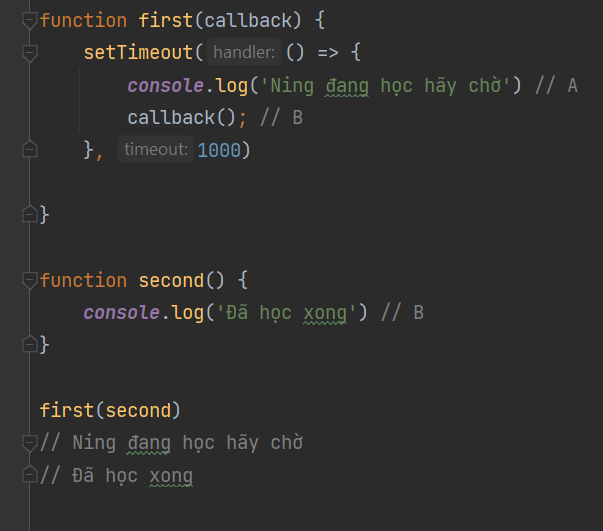 function first(callback) {
setTimeout( handler: () => {
console.log('Ning đang học hãy chờ') // A
callback(); // B
}, timeout: 1000)
}
function second() {
console.log('Đã học xong') // B
}
first(second)
// Ning đang học hãy chờ
// Đã học xong